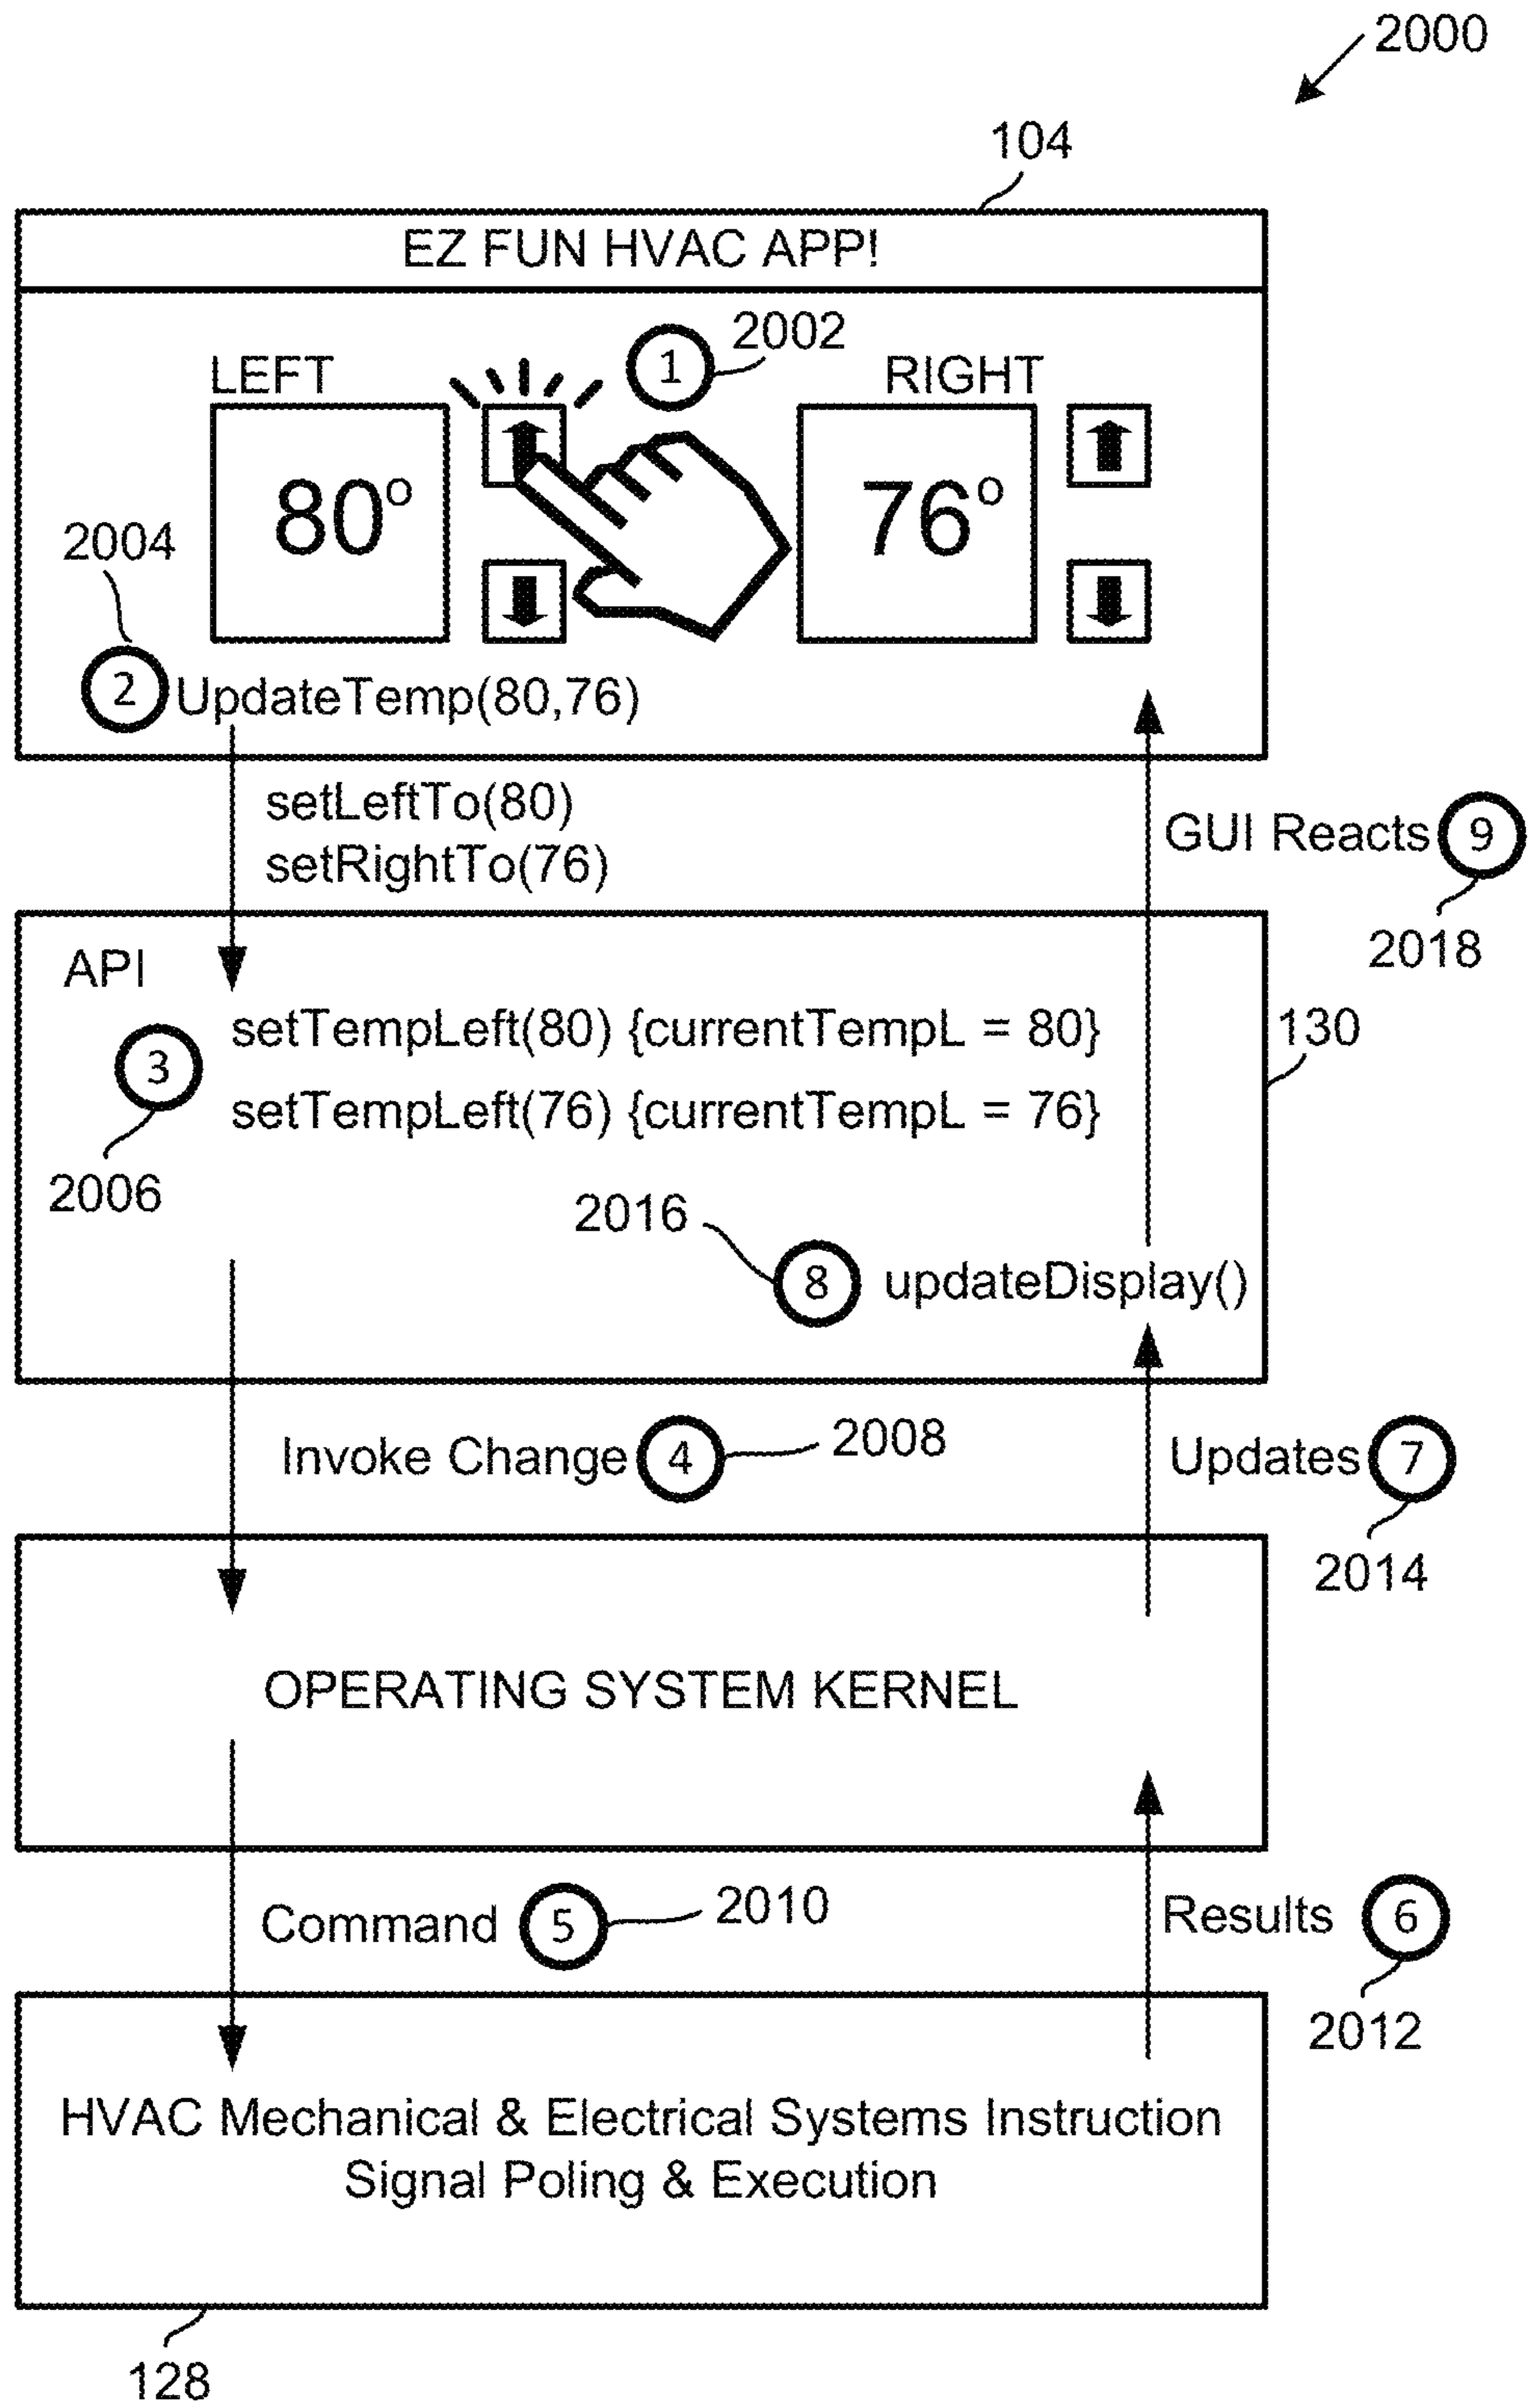 2000
104
EZ FUN HVAC APP!
1 2002
LEFT RIGHT
80° 76°
2004
2 UpdateTemp(80,76)
setLeftTo(80)
setRightTo(76)
GUI Reacts 9
2018
API
130
setTempLeft(80) {currentTempL = 80}
3
setTempLeft(76) {currentTempL = 76}
2006
2016
8 updateDisplay()
Invoke Change 4 2008
Updates 7
2014
OPERATING SYSTEM KERNEL
Command 5 2010
Results 6
2012
HVAC Mechanical & Electrical Systems Instruction
Signal Poling & Execution
128